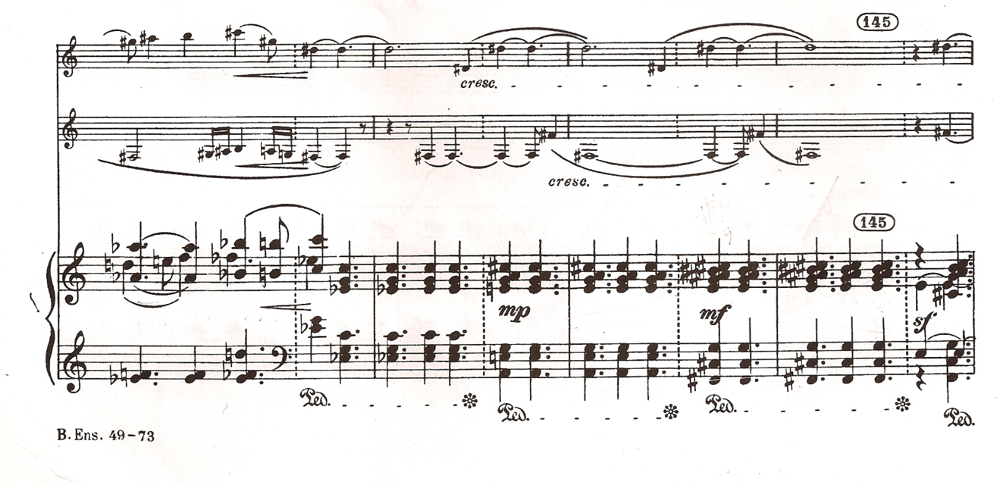 145
cresc.
cresc.
145
mp
mf
sf
Ped.
Ped.
Ped.
Ped.
B. Ens. 49-73